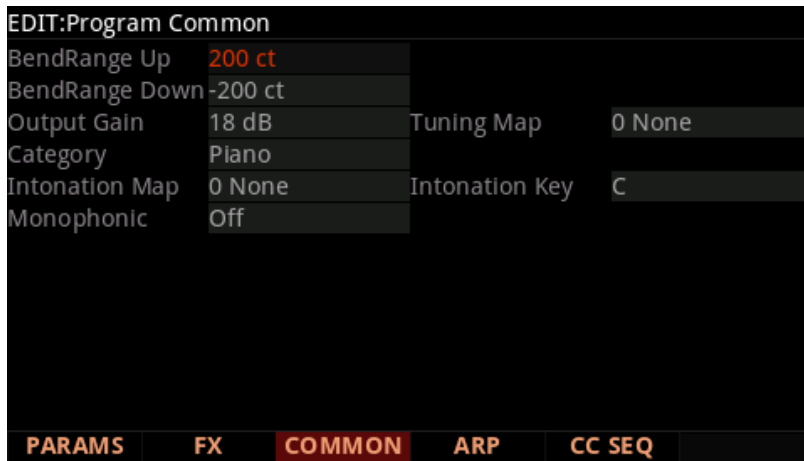 EDIT:Program Common
BendRange Up 200 ct
BendRange Down -200 ct
Output Gain 18 dB Tuning Map 0 None
Category Piano
Intonation Map 0 None Intonation Key C
Monophonic Off
PARAMS FX COMMON ARP CC SEQ